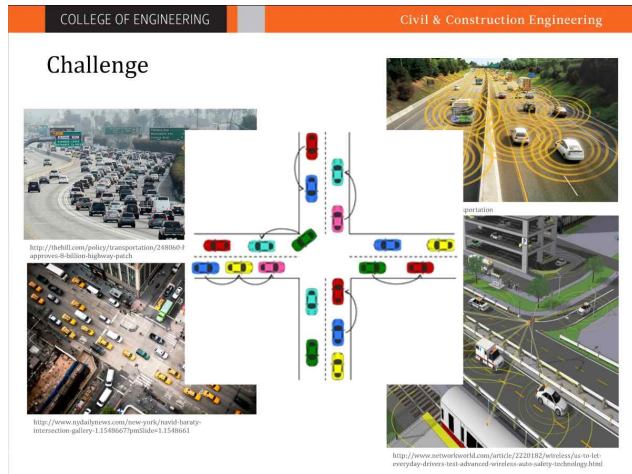 COLLEGE OF ENGINEERING
Civil & Construction Engineering
Challenge
http://thehill.com/policy/transportation/248060-
approves-8-billion-highway-patch
sportation
http://www.nydailynews.com/new-york/navid-baraty-
intersection-gallery-1.1548667?pmSlide=1.1548661
http://www.networkworld.com/article/2220182/wireless/us-to-let-
everyday-drivers-test-advanced-wireless-auto-safety-technology.html